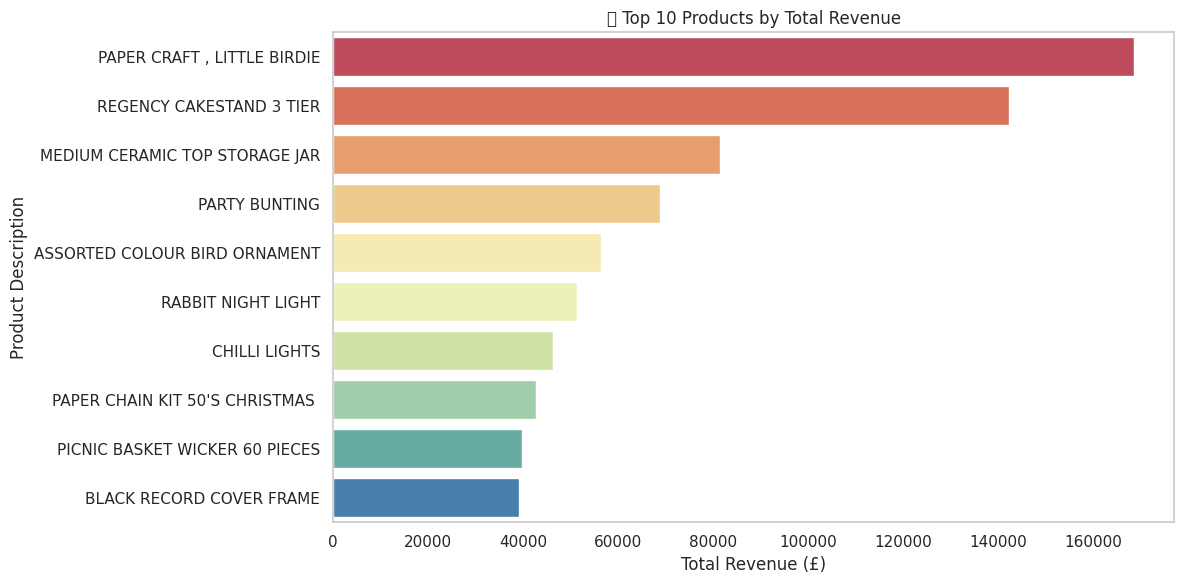 ▯ Top 10 Products by Total Revenue
Product Description
PAPER CRAFT , LITTLE BIRDIE
REGENCY CAKESTAND 3 TIER
MEDIUM CERAMIC TOP STORAGE JAR
PARTY BUNTING
ASSORTED COLOUR BIRD ORNAMENT
RABBIT NIGHT LIGHT
CHILLI LIGHTS
PAPER CHAIN KIT 50'S CHRISTMAS
PICNIC BASKET WICKER 60 PIECES
BLACK RECORD COVER FRAME
0 20000 40000 60000 80000 100000 120000 140000 160000
Total Revenue (£)